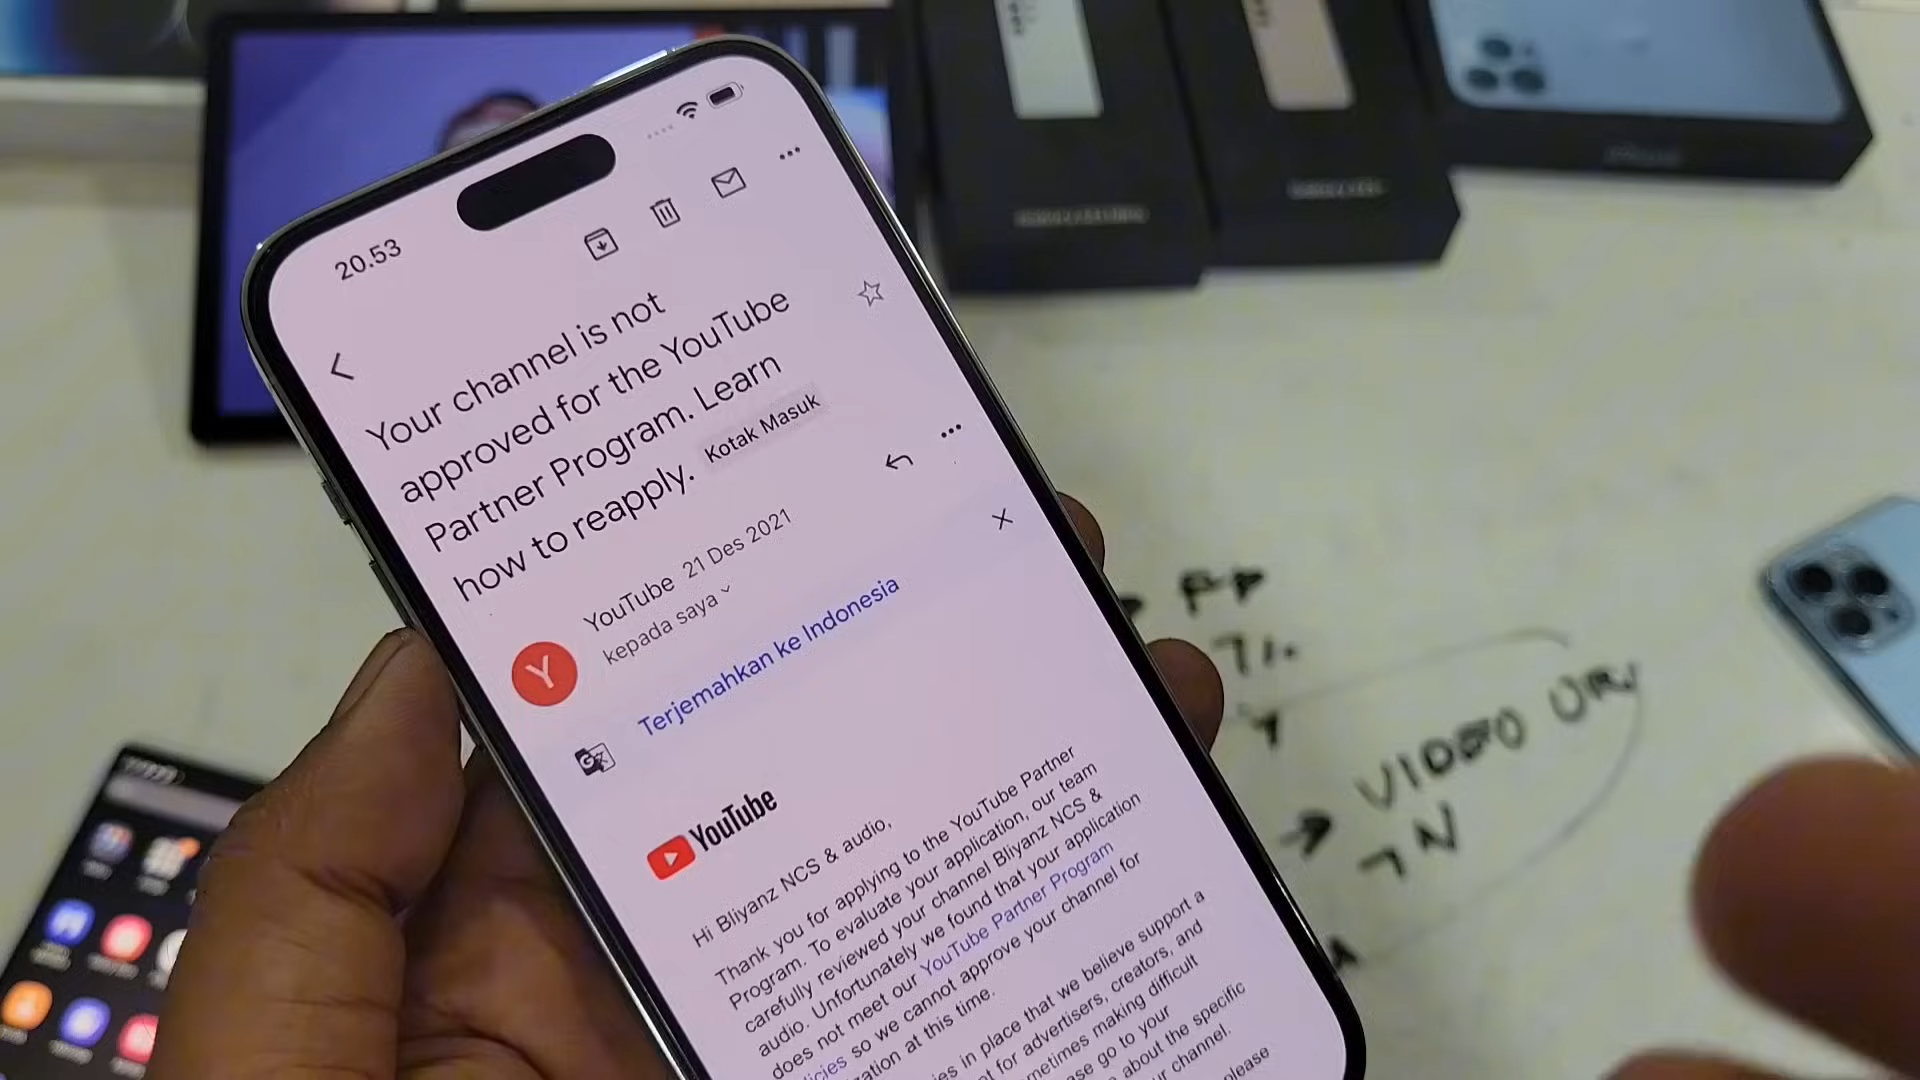 20.53
Your channel is not
approved for the YouTube
Partner Program. Learn
how to reapply. Kotak Masuk
YouTube 21 Des 2021
kepada saya
Terjemahkan ke Indonesia
YouTube
Hi Bliyanz NCS & audio,
Thank you for applying to the YouTube Partner
Program. To evaluate your application, our team
carefully reviewed your channel Bliyanz NCS &
audio. Unfortunately we found that your application
does not meet our YouTube Partner Program
so we cannot approve your channel for
at this time.
in place that we believe support a
for advertisers, creators, and
making difficult
go to your
about the specific
channel.
please
VIDEO